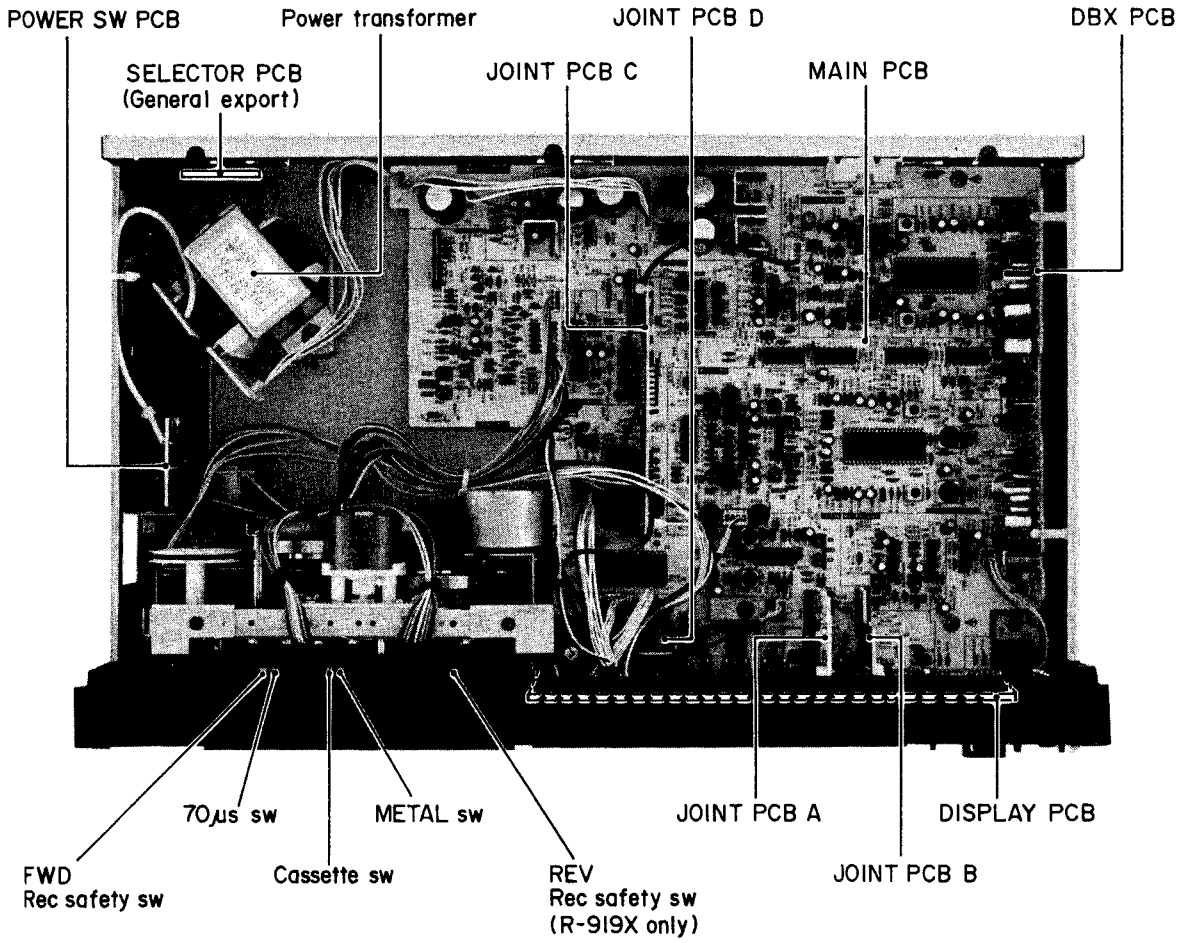 POWER SW PCB
Power transformer
JOINT PCB D
DBX PCB
SELECTOR PCB
(General export)
JOINT PCB C
MAIN PCB
70µs sw
METAL sw
JOINT PCB A
DISPLAY PCB
FWD
Rec safety sw
Cassette sw
REV
Rec safety sw
(R-919X only)
JOINT PCB B